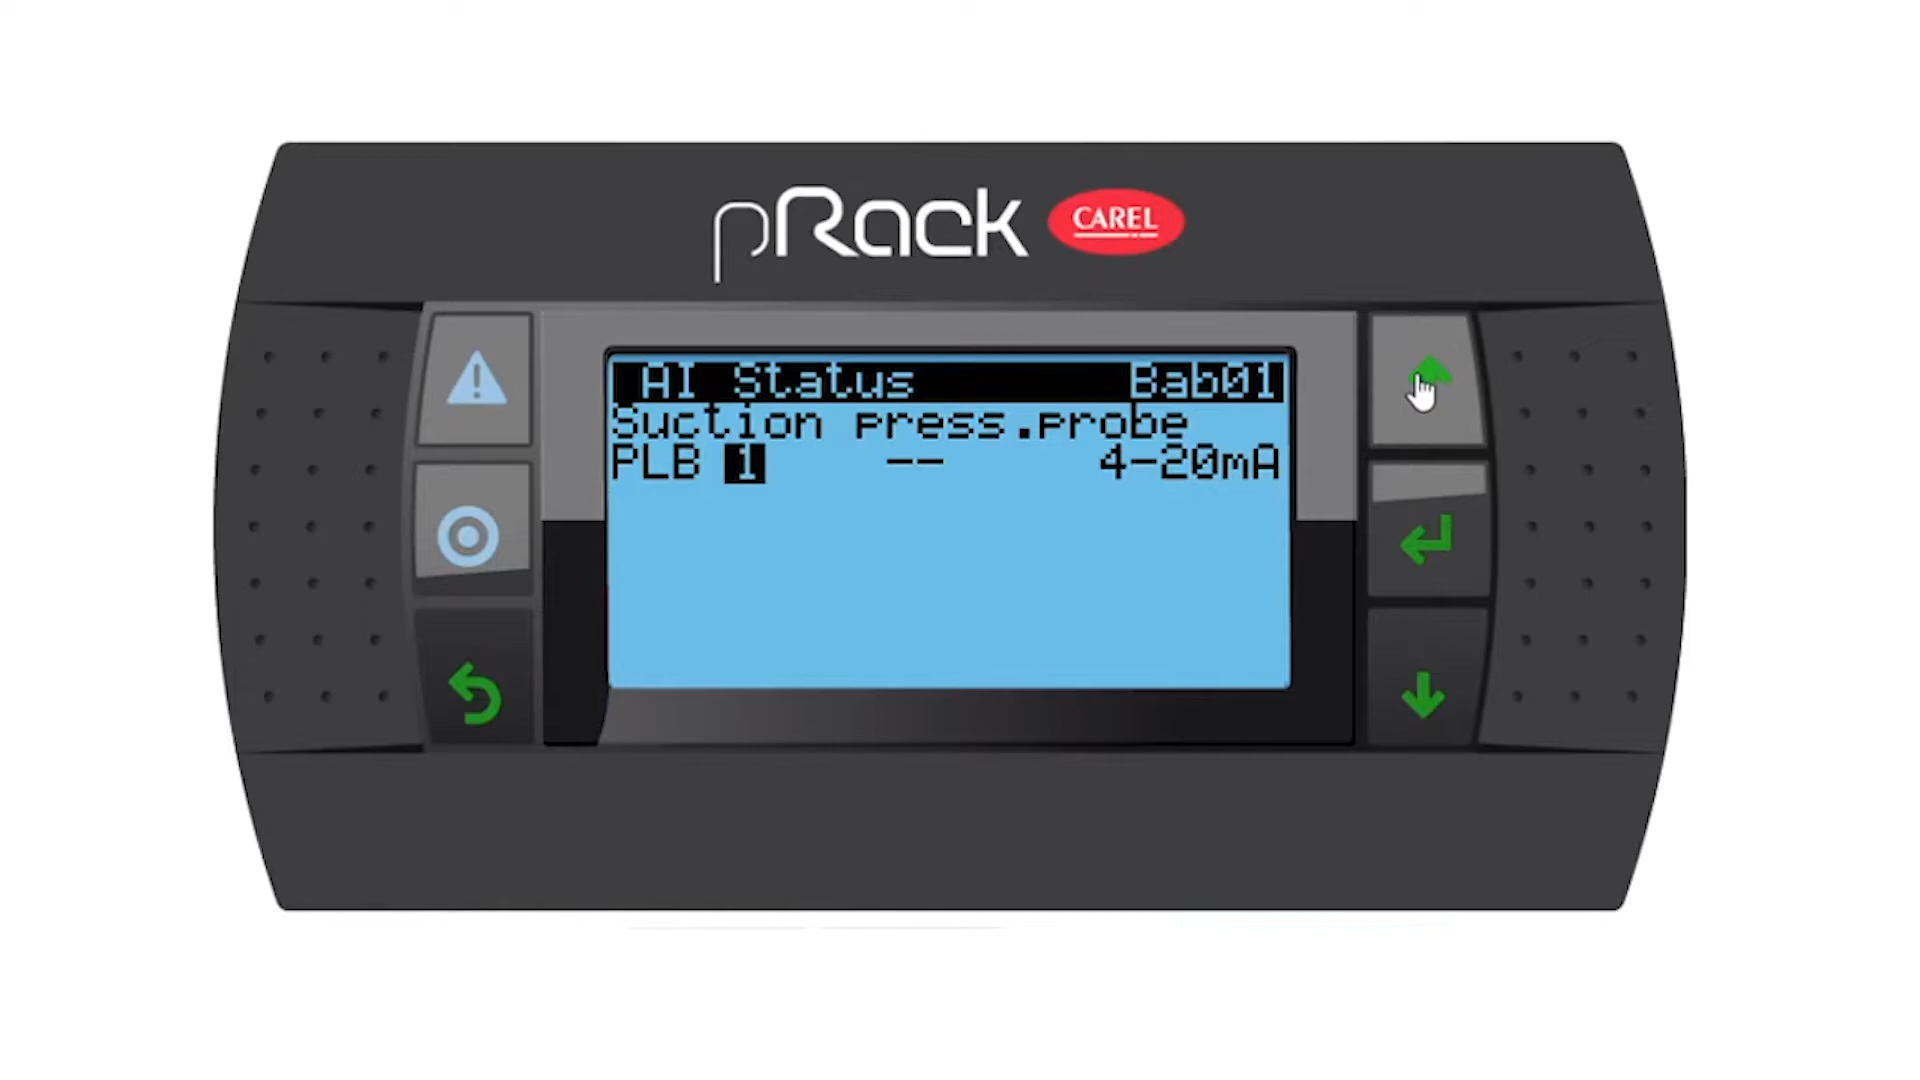 pRack CAREL
AI Status Bab01
Suction press.probe
PLB 1 -- 4-20mA